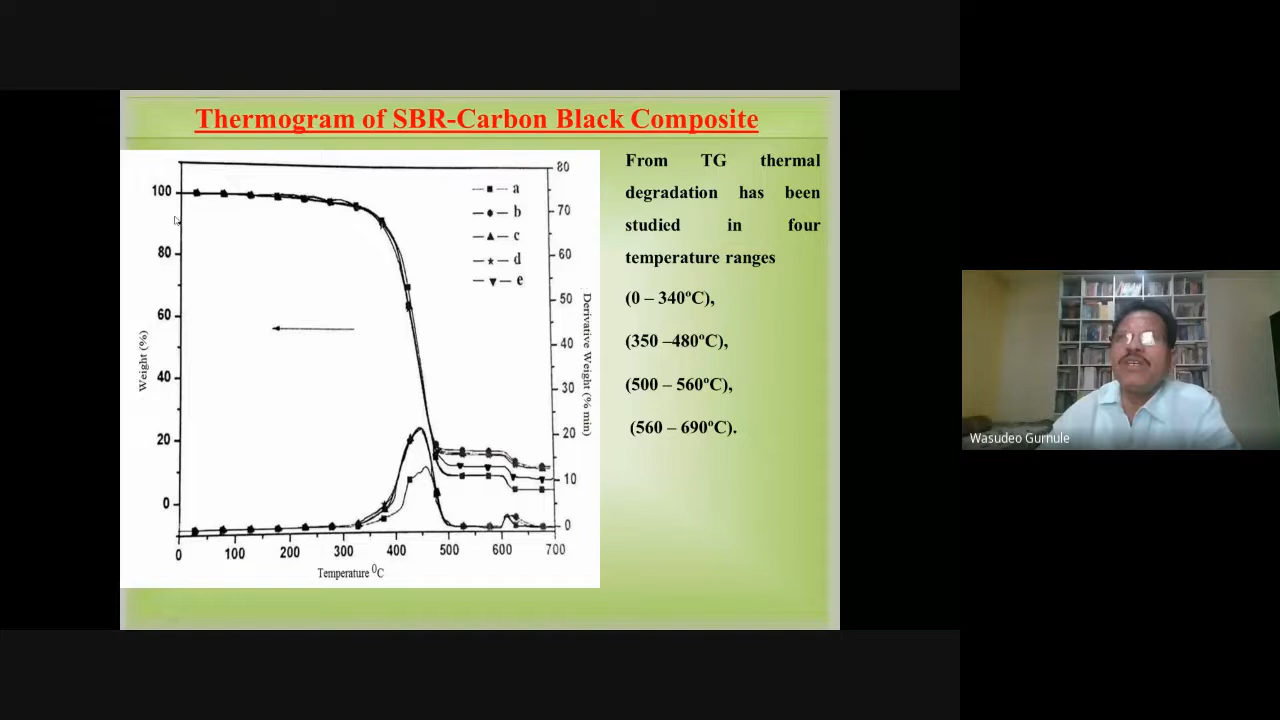 Thermogram of SBR-Carbon Black Composite
100
80
60
40
20
0
Weight (%)
80
70
60
50
40
30
20
10
0
Derivative Weight (% min)
a
b
c
d
e
0 100 200 300 400 500 600 700
Temperature ⁰C
From TG thermal
degradation has been
studied in four
temperature ranges
(0 – 340ºC),
(350 –480ºC),
(500 – 560ºC),
(560 – 690ºC).
Wasudeo Gurnule